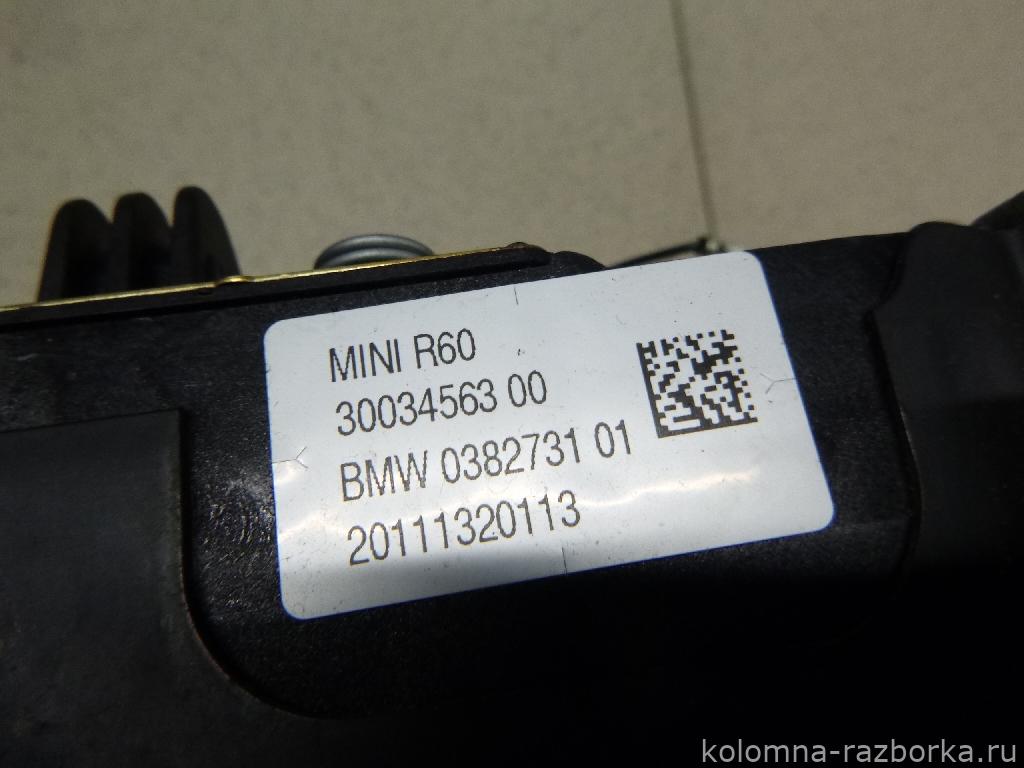 MINI R60
30034563 00
BMW 0382731 01
20111320113
kolomna-razborka.ru